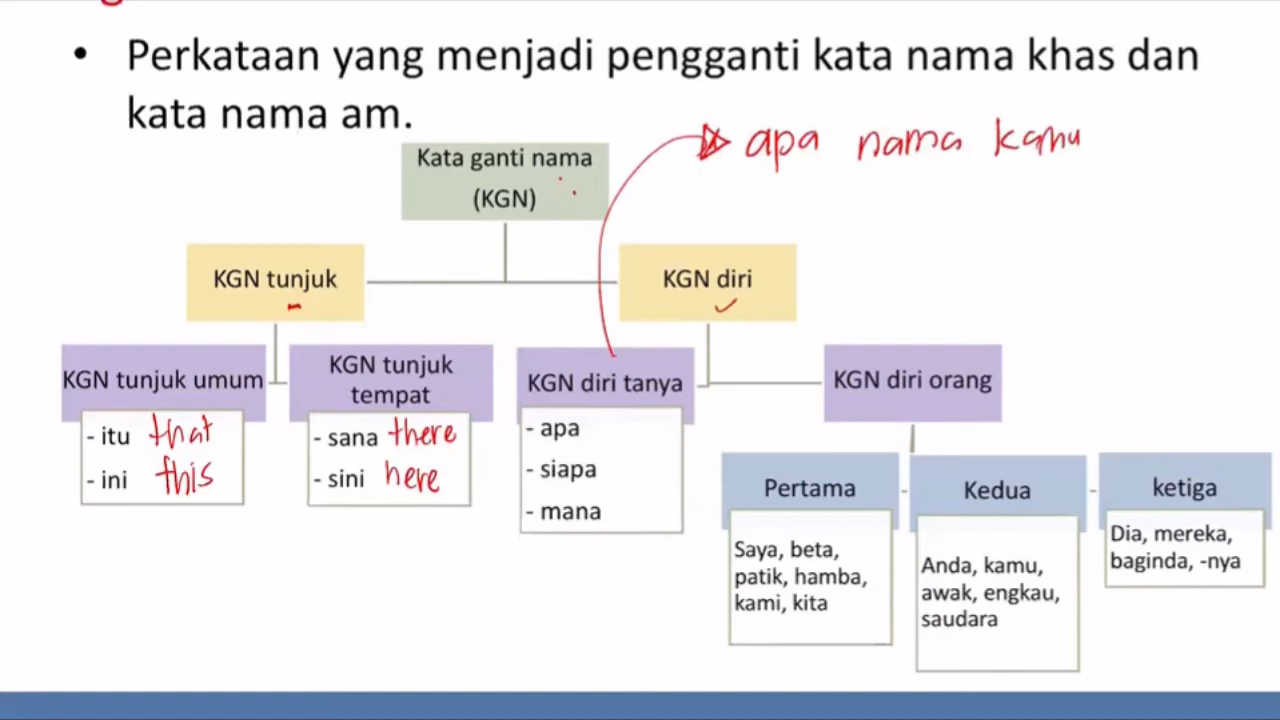 • Perkataan yang menjadi pengganti kata nama khas dan
kata nama am.
apa nama kamu
Kata ganti nama
(KGN)
KGN tunjuk
KGN diri
KGN tunjuk umum
KGN tunjuk
tempat
KGN diri tanya
KGN diri orang
- itu that
- ini this
- sana there
- sini here
- apa
- siapa
- mana
Pertama
Kedua
ketiga
Saya, beta,
patik, hamba,
kami, kita
Anda, kamu,
awak, engkau,
saudara
Dia, mereka,
baginda, -nya